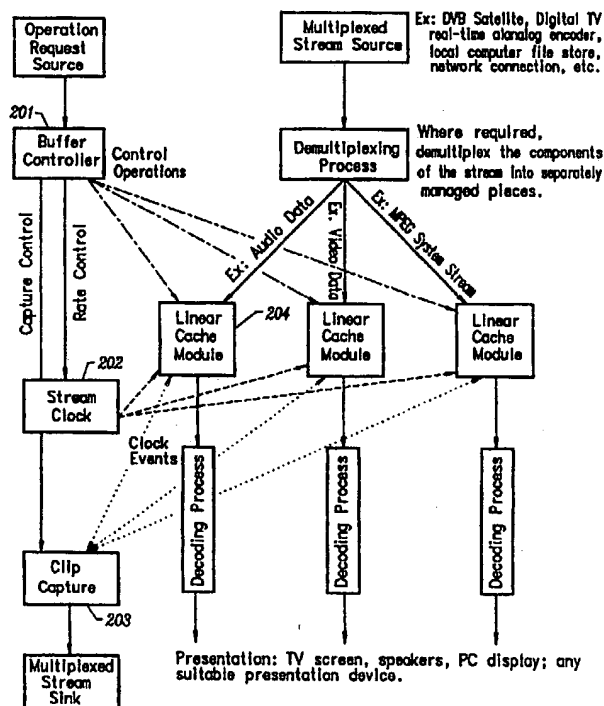 Operation
Request
Source
Multiplexed
Stream Source
Ex: DVB Satellite, Digital TV
real-time alanalog encoder,
local computer file store,
network connection, etc.
201
Buffer
Controller
Control
Operations
Demultiplexing
Process
Where required,
demultiplex the components
of the stream into separately
managed pieces.
Capture Control
Rate Control
Ex: Audio Data
Ex. Video Data
Ex: MPEG System Stream
Linear
Cache
Module
204
Linear
Cache
Module
Linear
Cache
Module
202
Stream
Clock
Clock
Events
Decoding Process
Decoding Process
Decoding Process
Clip
Capture
203
Multiplexed
Stream
Sink
Presentation: TV screen, speakers, PC display; any
suitable presentation device.